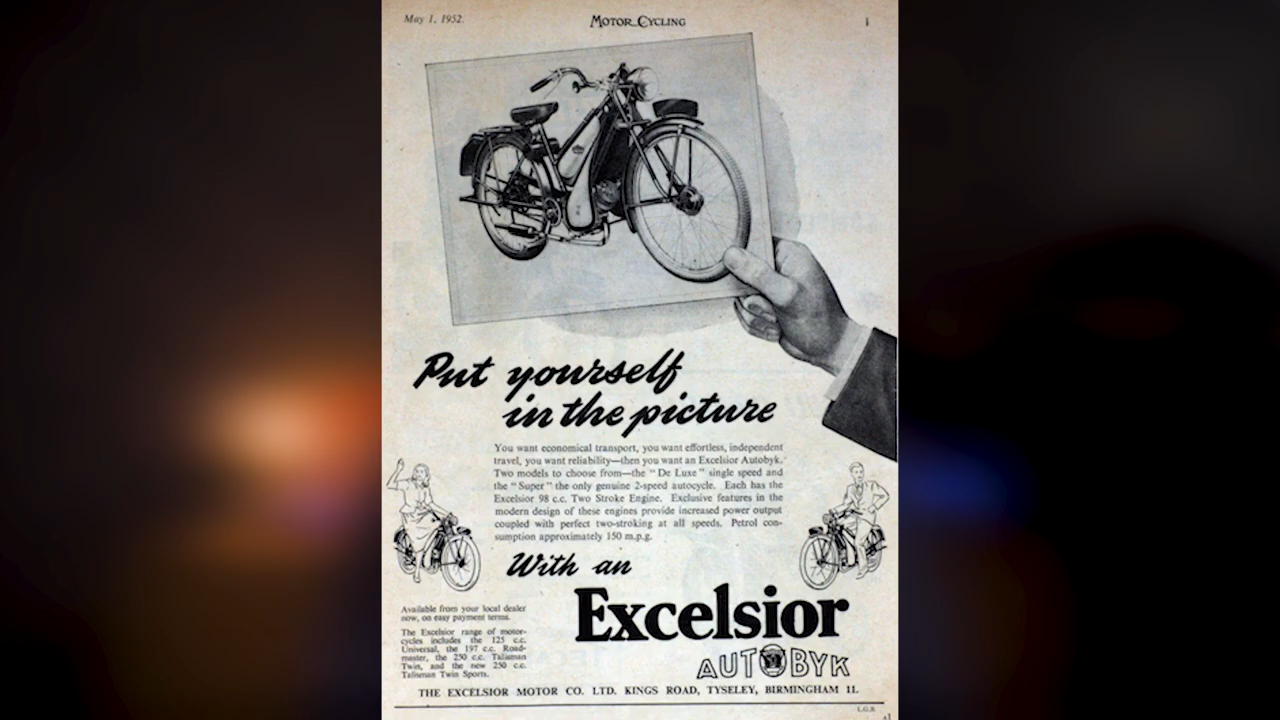 May 1, 1952.
MOTOR CYCLING
i
Put yourself
in the picture
You want economical transport, you want effortless, independent
travel, you want reliability—then you want an Excelsior Autobyk.
Two models to choose from—the "De Luxe" single speed and
the "Super" the only genuine 2-speed autocycle. Each has the
Excelsior 98 c.c. Two Stroke Engine. Exclusive features in the
modern design of these engines provide increased power output
coupled with perfect two-stroking at all speeds. Petrol con-
sumption approximately 150 m.p.g.
With an
Excelsior
AUTOBYK
Available from your local dealer
now, on easy payment terms.
The Excelsior range of motor-
cycles includes the 125 c.c.
Universal, the 197 c.c. Road-
master, the 250 c.c. Talisman
Twin, and the new 250 c.c.
Talisman Twin Sports.
THE EXCELSIOR MOTOR CO. LTD. KINGS ROAD, TYSELEY, BIRMINGHAM 11.
L.G.B.
A1